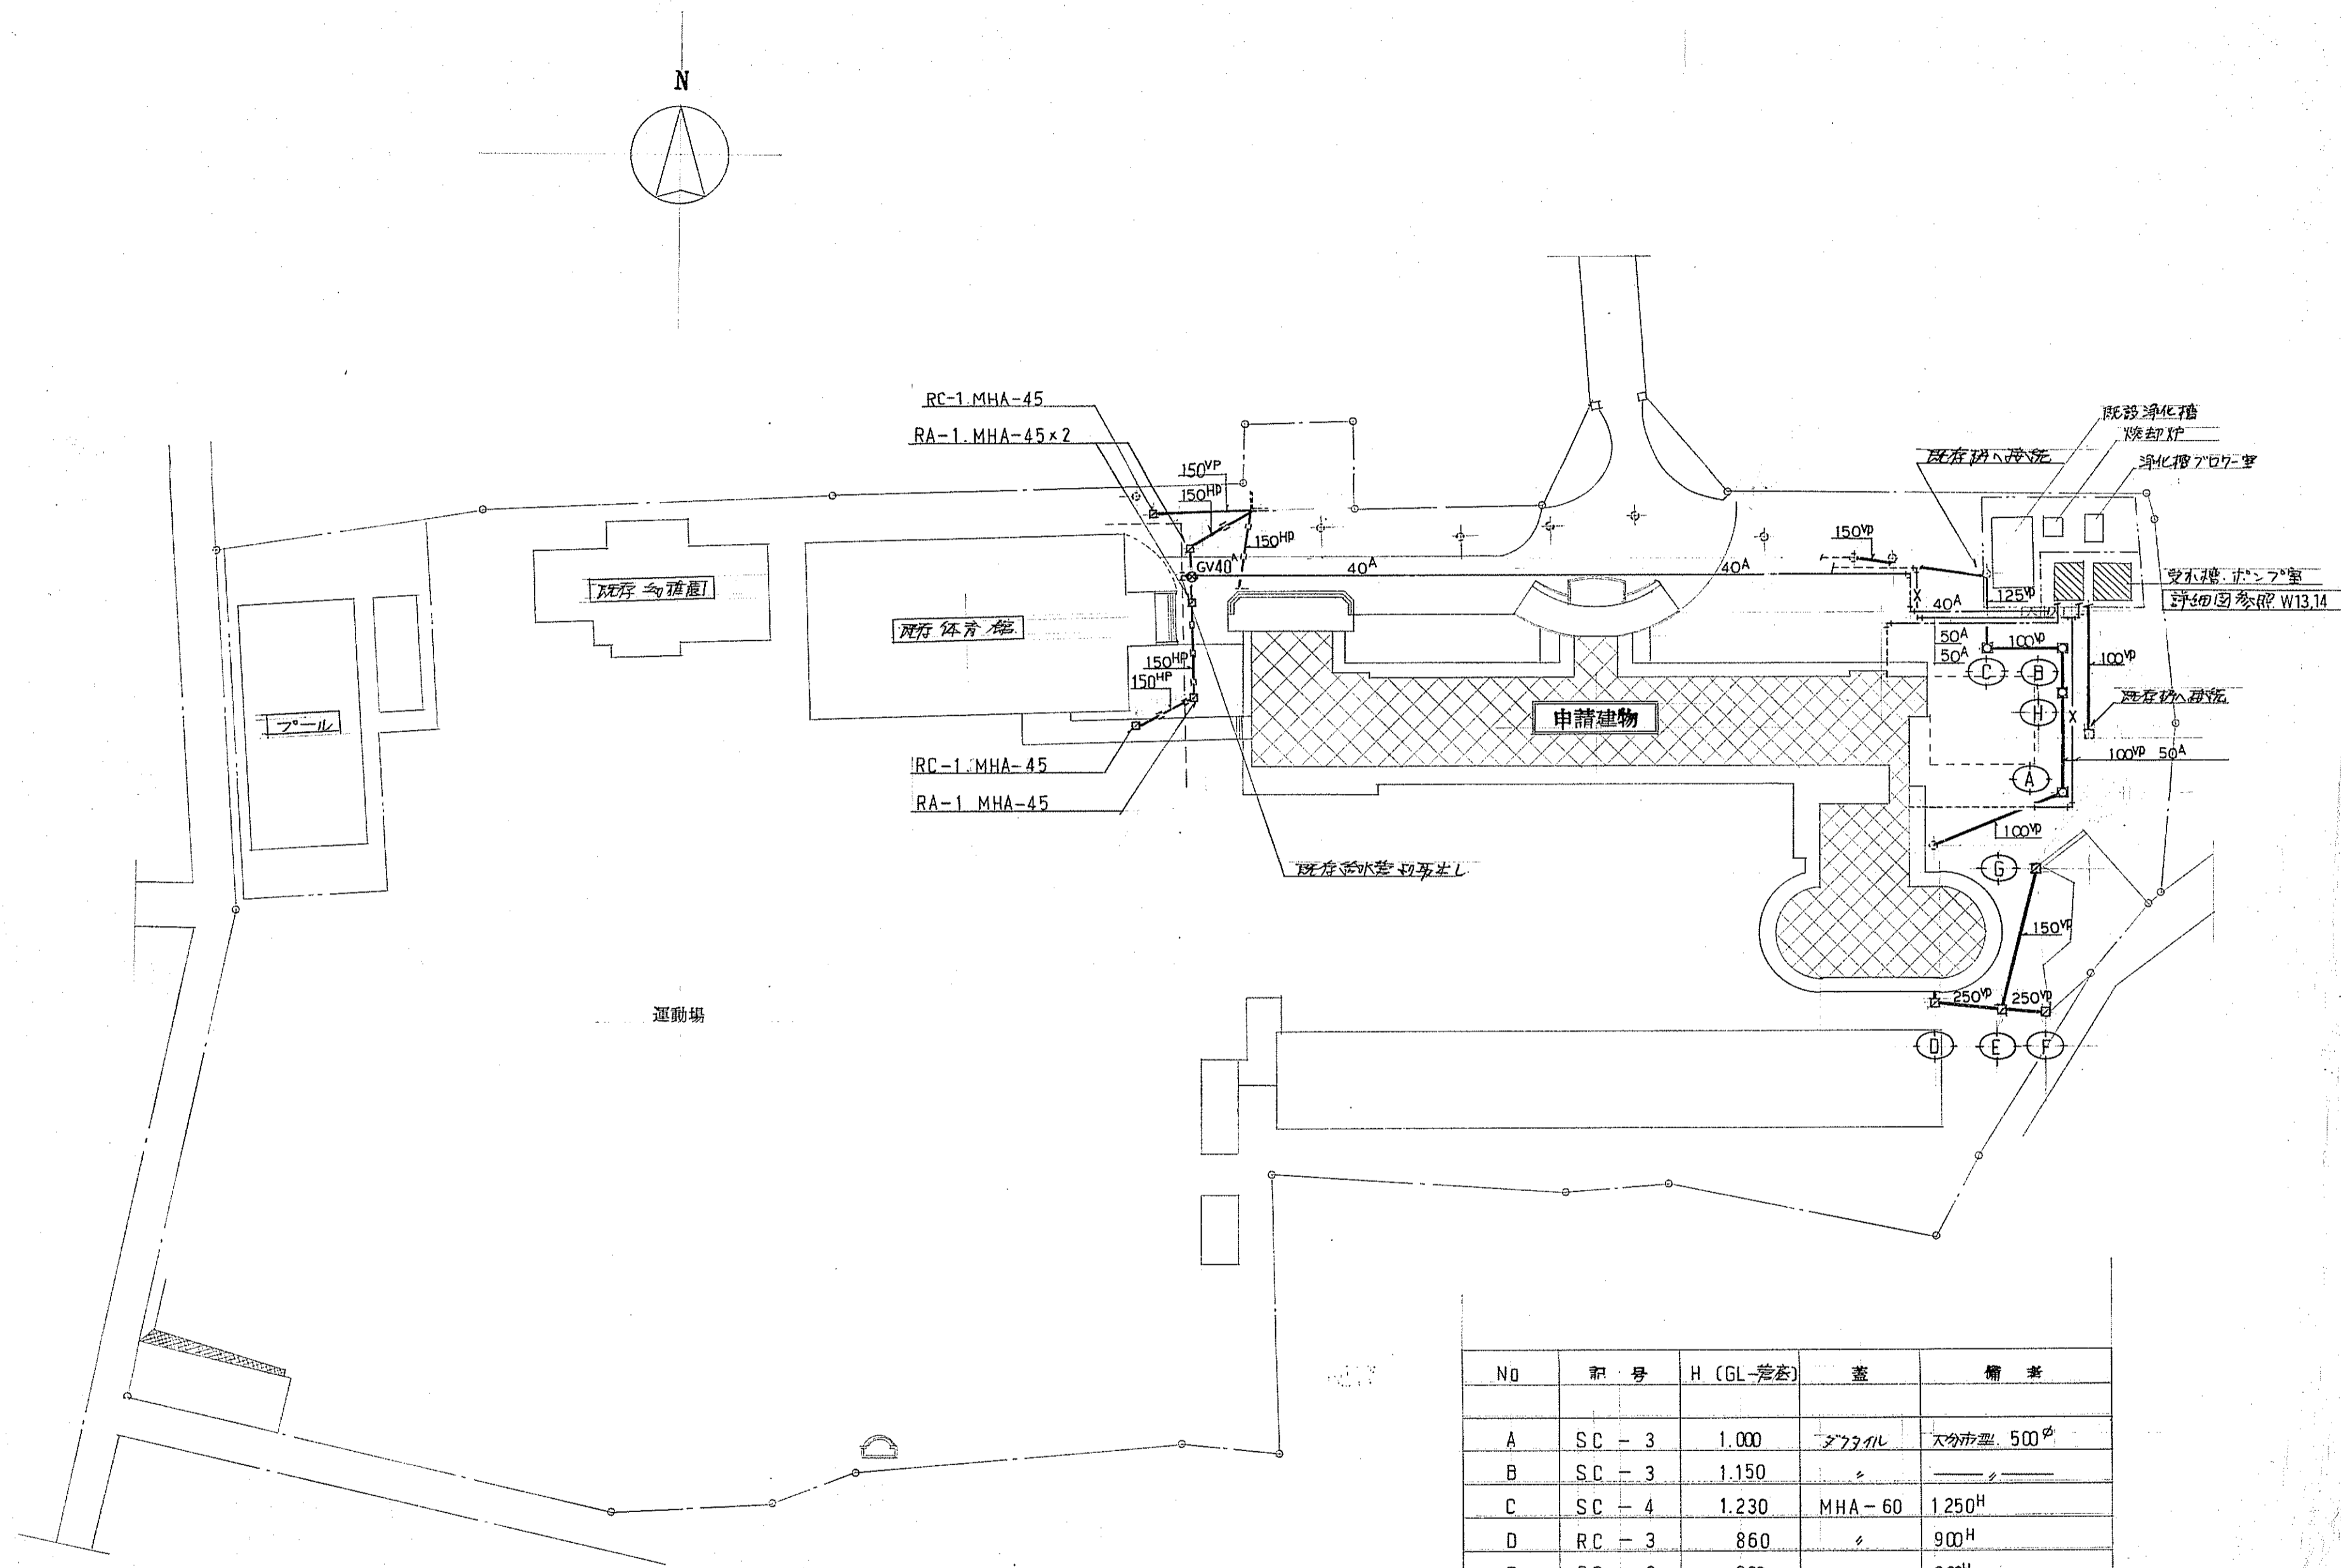 N
RC-1.MHA-45
RA-1.MHA-45×2
150VP
150HP
150HP
GV40A
40A
40A
既設浄化槽
焼却炉
浄化槽ブロワー室
既存桝へ接続
150VP
受水槽・ポンプ室
詳細図参照 W13,14
125VP
40A
50A
50A
100VP
100VP
C
B
H
既存桝へ接続
100VP 50A
A
100VP
G
150VP
250VP
250VP
D
E
F
既存幼稚園
既存体育館
プール
申請建物
150HP
150HP
RC-1.MHA-45
RA-1 MHA-45
既存給水管
運動場
No 記号 H (GL-管底) 蓋 備考
A SC-3 1.000 ダクタイル 大分市型 500φ
B SC-3 1.150 〃 〃
C SC-4 1.230 MHA-60 1250H
D RC-3 860 〃 900H